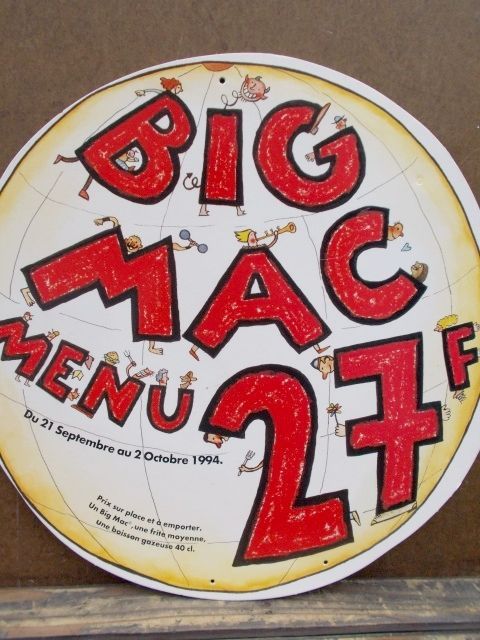 BIG
MAC
MENU 27F
Du 21 Septembre au 2 Octobre 1994.
Prix sur place et à emporter.
Un Big Mac®, une frite moyenne,
une boisson gazeuse 40 cl.